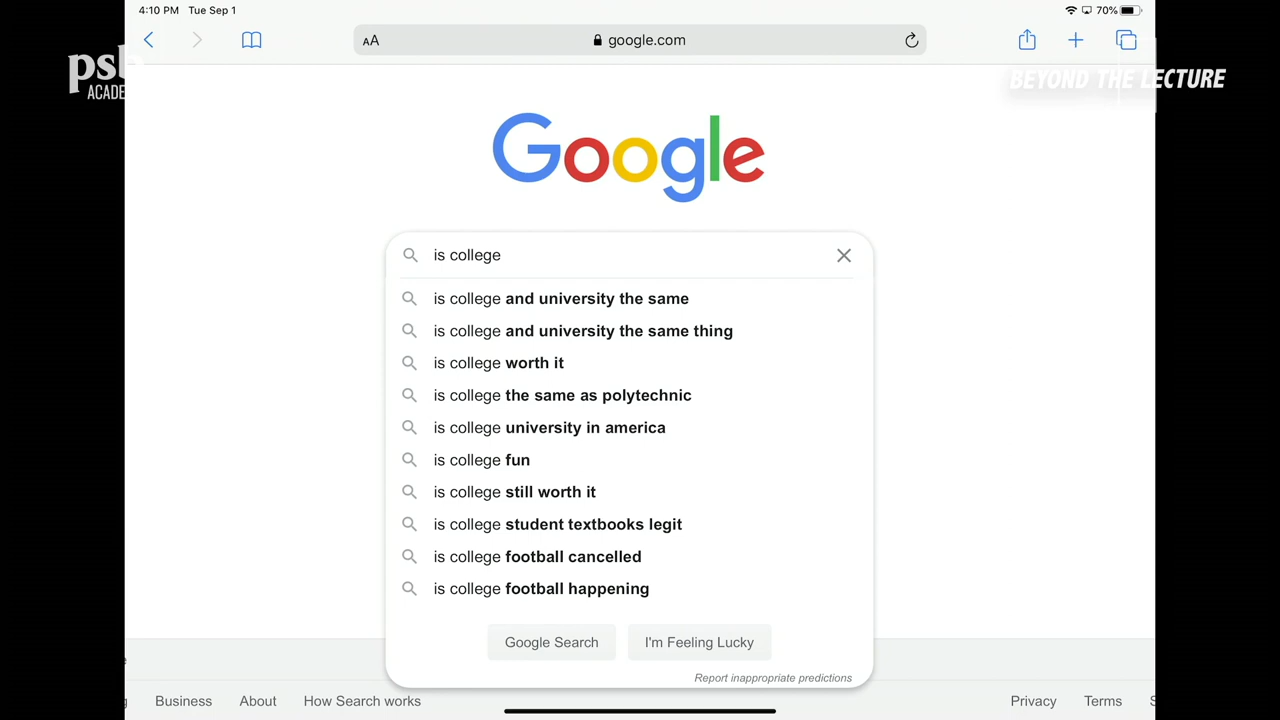 4:10 PM Tue Sep 1
70%
AA
google.com
psb
ACADE
BEYOND THE LECTURE
Google
is college
is college and university the same
is college and university the same thing
is college worth it
is college the same as polytechnic
is college university in america
is college fun
is college still worth it
is college student textbooks legit
is college football cancelled
is college football happening
Google Search
I'm Feeling Lucky
Report inappropriate predictions
Business
About
How Search works
Privacy
Terms